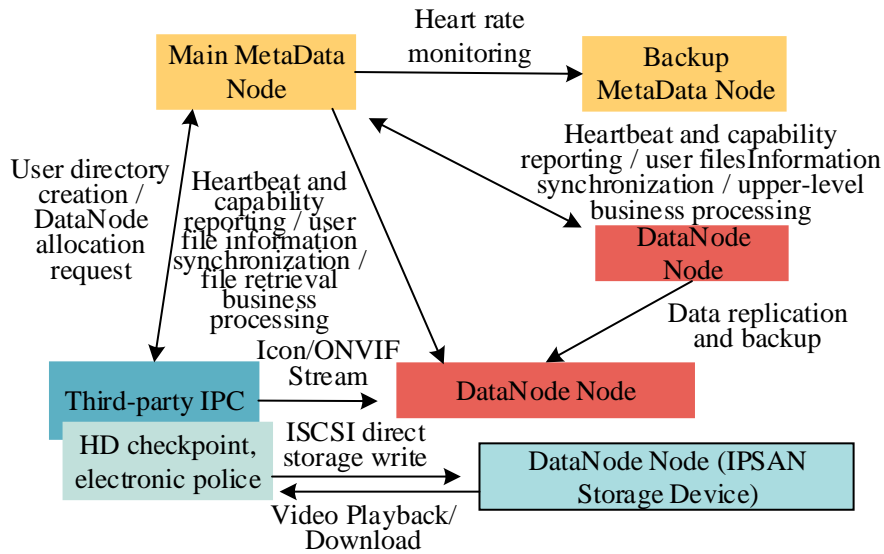 Heart rate
monitoring
Main MetaData
Node
Backup
MetaData Node
User directory
creation /
DataNode
allocation
request
Heartbeat and
capability
reporting / user
file information
synchronization /
file retrieval
business
processing
Heartbeat and capability
reporting / user filesInformation
synchronization / upper-level
business processing
DataNode
Node
Data replication
and backup
Icon/ONVIF
Stream
Third-party IPC
DataNode Node
HD checkpoint,
electronic police
ISCSI direct
storage write
DataNode Node (IPSAN
Storage Device)
Video Playback/
Download